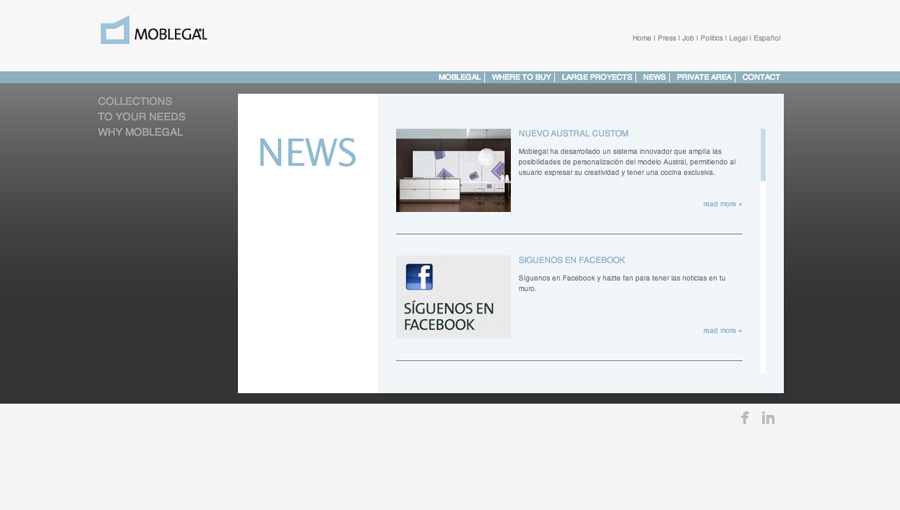 MOBLEGAL
Home | Press | Job | Politics | Legal | Español
MOBLEGAL | WHERE TO BUY | LARGE PROYECTS | NEWS | PRIVATE AREA | CONTACT
COLLECTIONS
TO YOUR NEEDS
WHY MOBLEGAL
NEWS
NUEVO AUSTRAL CUSTOM
Moblegal ha desarrollado un sistema innovador que amplía las
posibilidades de personalización del modelo Austral, permitiendo al
usuario expresar su creatividad y tener una cocina exclusiva.
read more »
SÍGUENOS EN
FACEBOOK
SIGUENOS EN FACEBOOK
Síguenos en Facebook y hazte fan para tener las noticias en tu
muro.
read more »